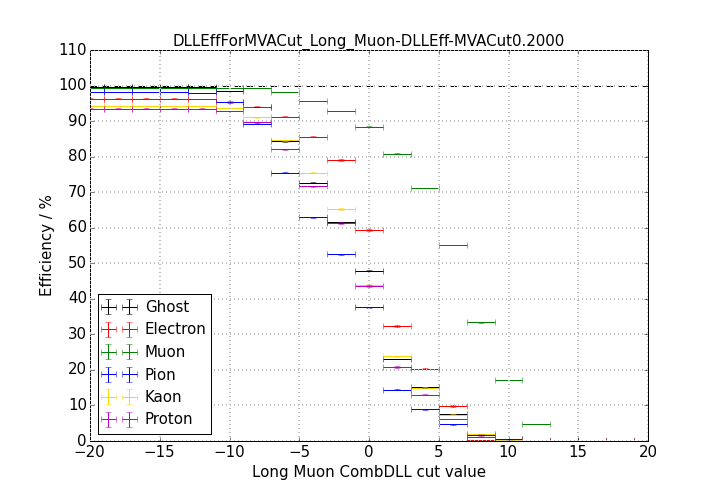 DLLEffForMVACut_Long_Muon-DLLEff-MVACut0.2000
110
100
90
80
70
60
50
40
30
20
10
0
Efficiency / %
Ghost
Electron
Muon
Pion
Kaon
Proton
−20 −15 −10 −5 0 5 10 15 20
Long Muon CombDLL cut value